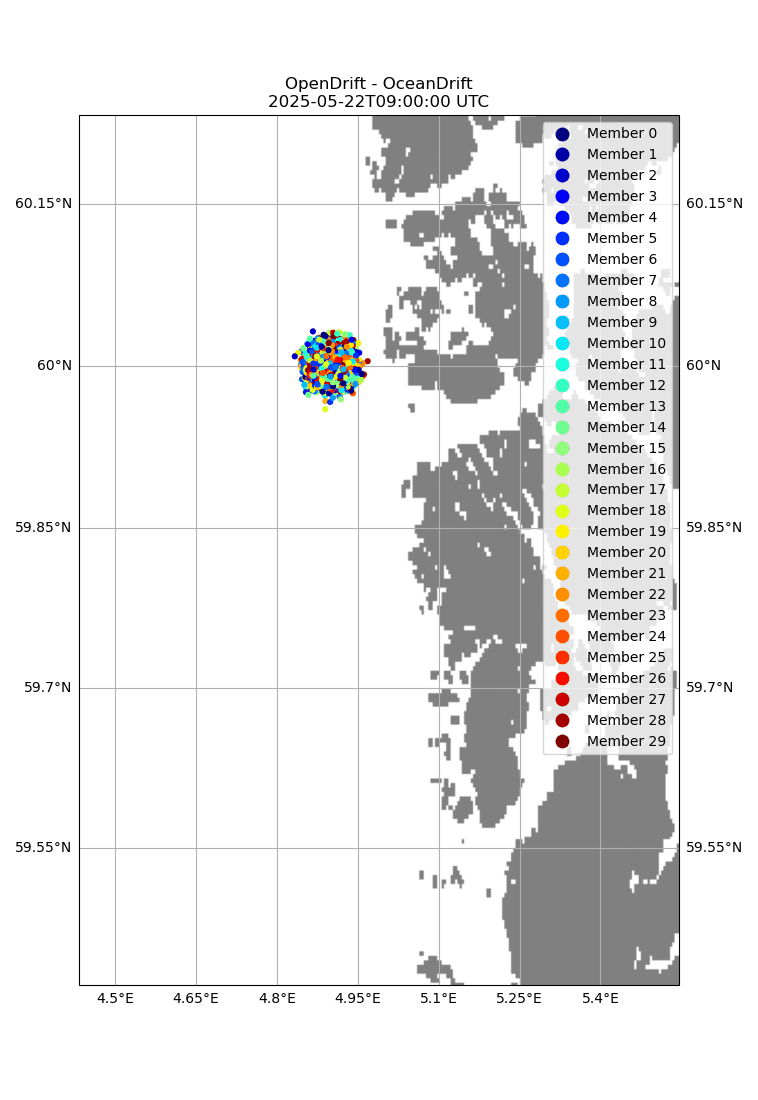 OpenDrift - OceanDrift
2025-05-22T09:00:00 UTC
Member 0
Member 1
Member 2
Member 3
Member 4
Member 5
Member 6
Member 7
Member 8
Member 9
Member 10
Member 11
Member 12
Member 13
Member 14
Member 15
Member 16
Member 17
Member 18
Member 19
Member 20
Member 21
Member 22
Member 23
Member 24
Member 25
Member 26
Member 27
Member 28
Member 29
60.15°N 60.15°N
60°N 60°N
59.85°N 59.85°N
59.7°N 59.7°N
59.55°N 59.55°N
4.5°E 4.65°E 4.8°E 4.95°E 5.1°E 5.25°E 5.4°E